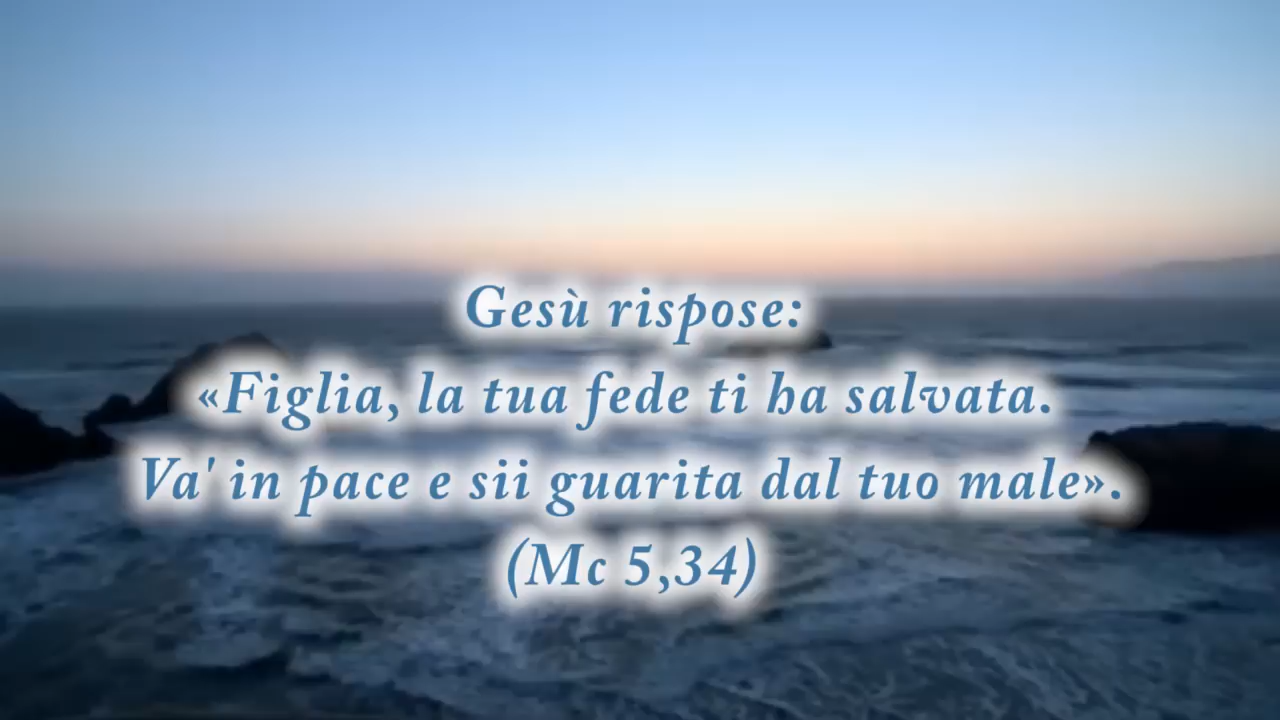 Gesù rispose:
«Figlia, la tua fede ti ha salvata.
Va' in pace e sii guarita dal tuo male».
(Mc 5,34)